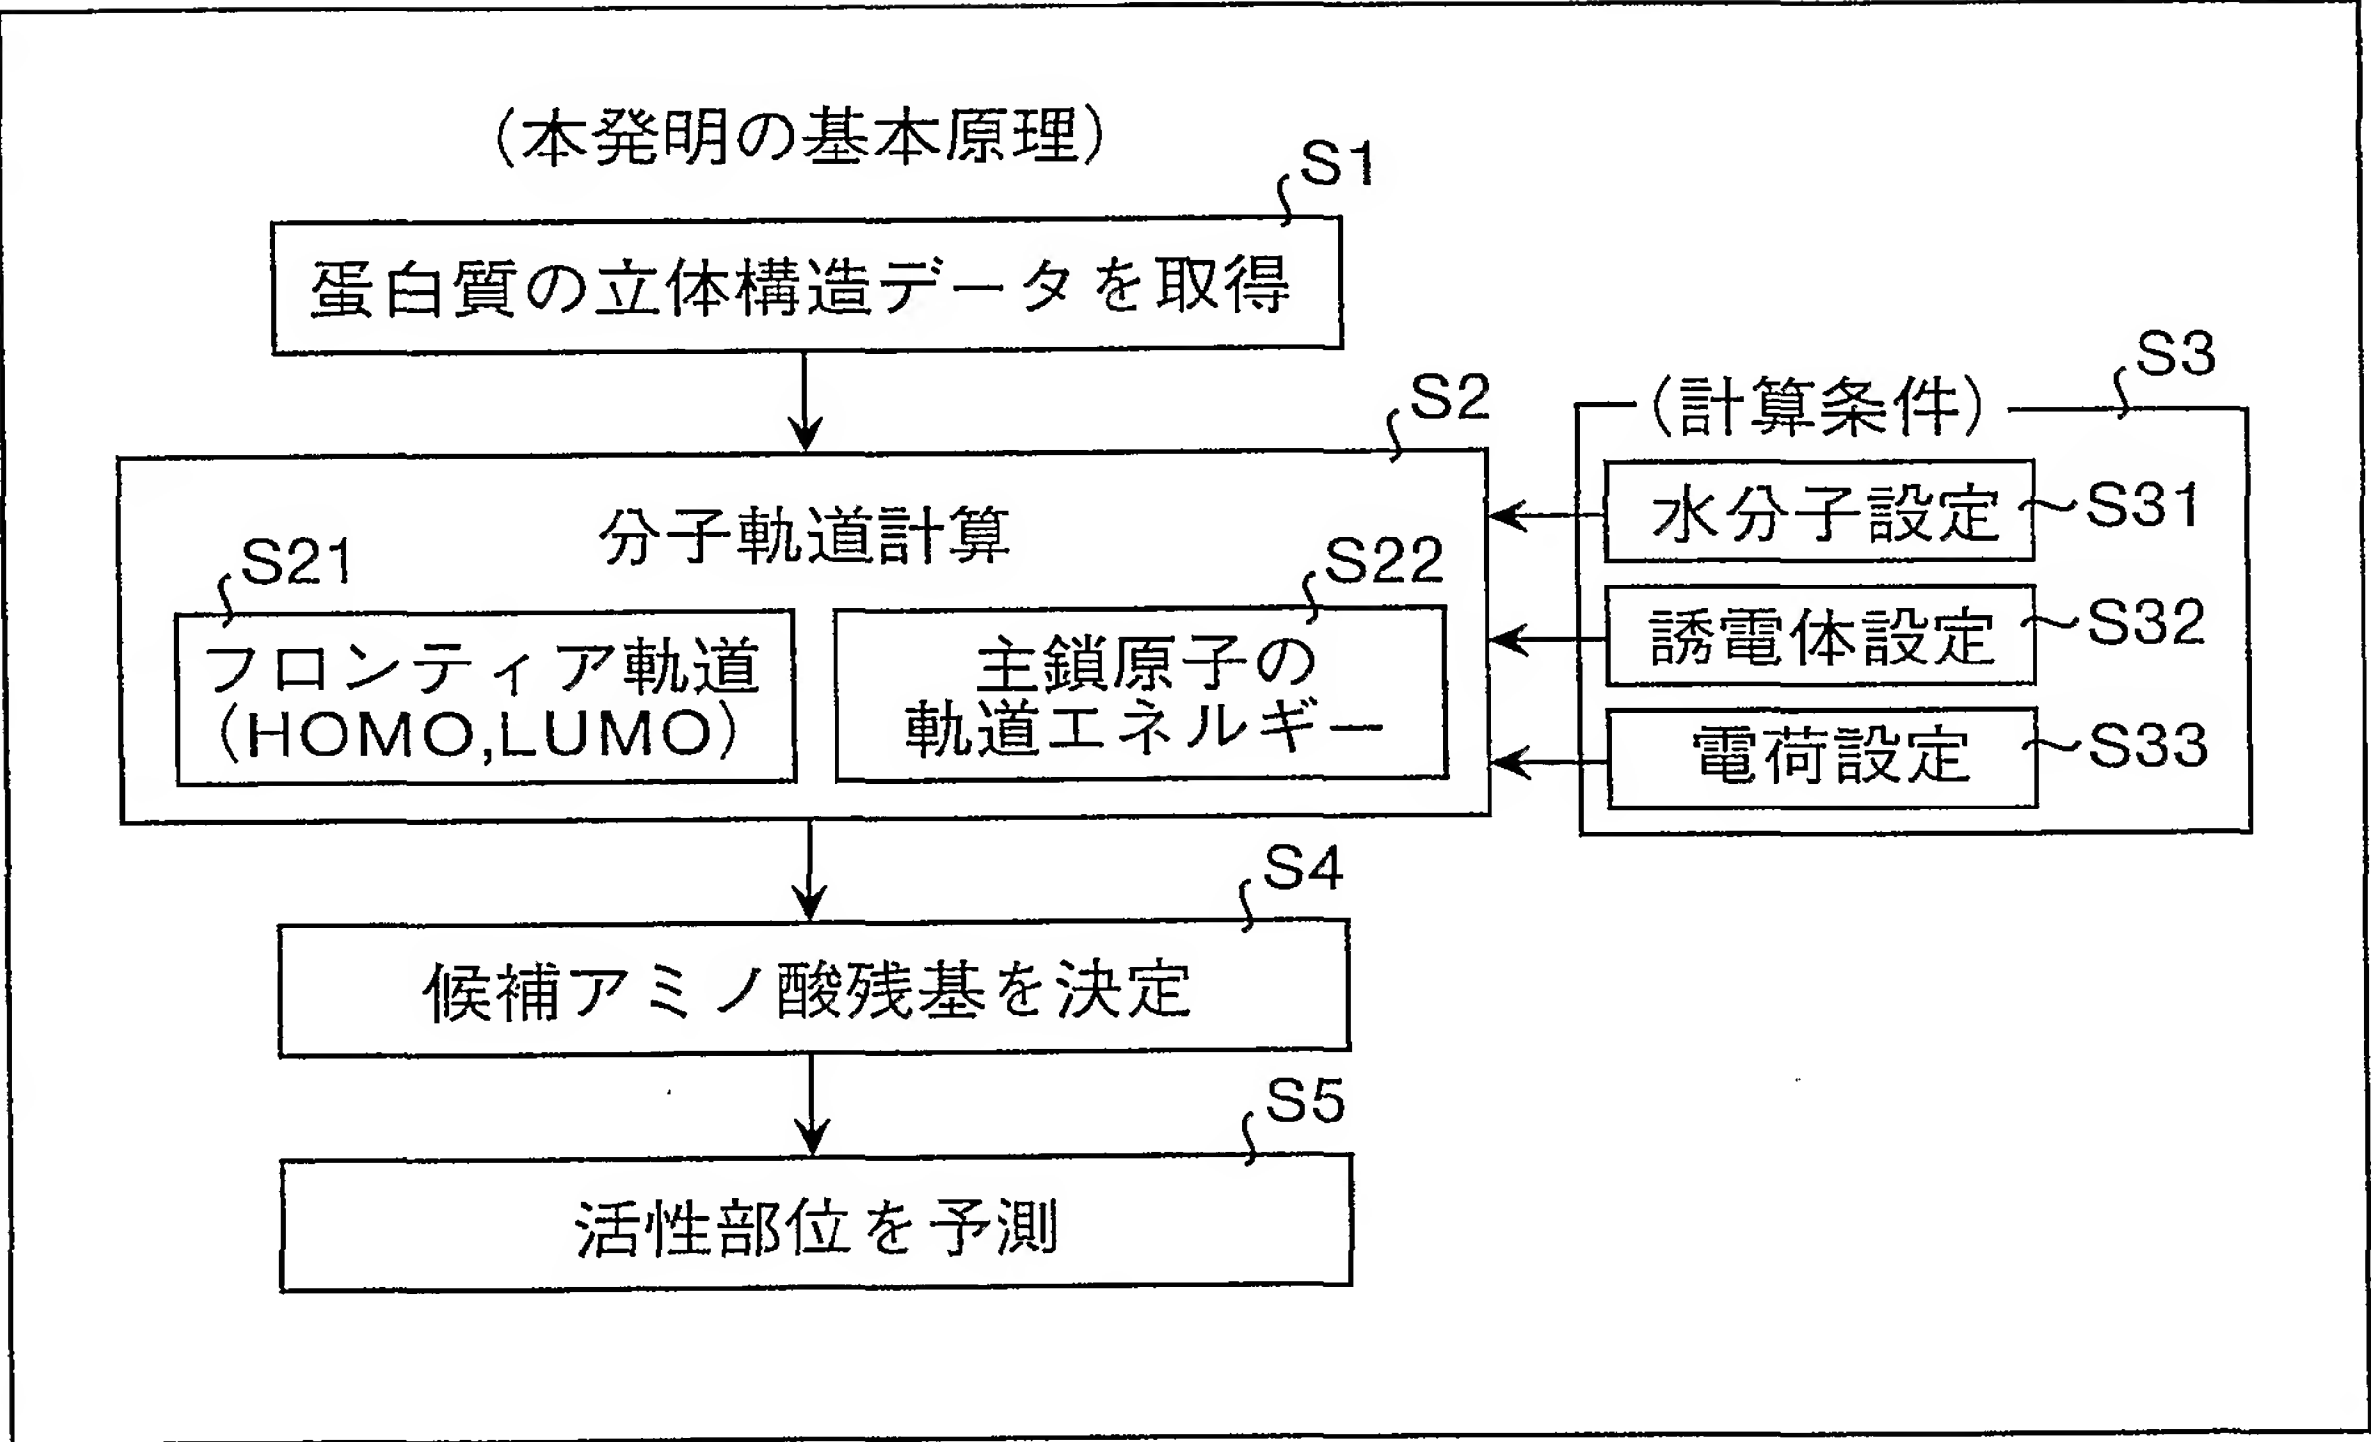 （本発明の基本原理）
S1
蛋白質の立体構造データを取得
S2
分子軌道計算
S21
フロンティア軌道
（HOMO,LUMO）
S22
主鎖原子の
軌道エネルギー
S3
（計算条件）
水分子設定
S31
誘電体設定
S32
電荷設定
S33
S4
候補アミノ酸残基を決定
S5
活性部位を予測